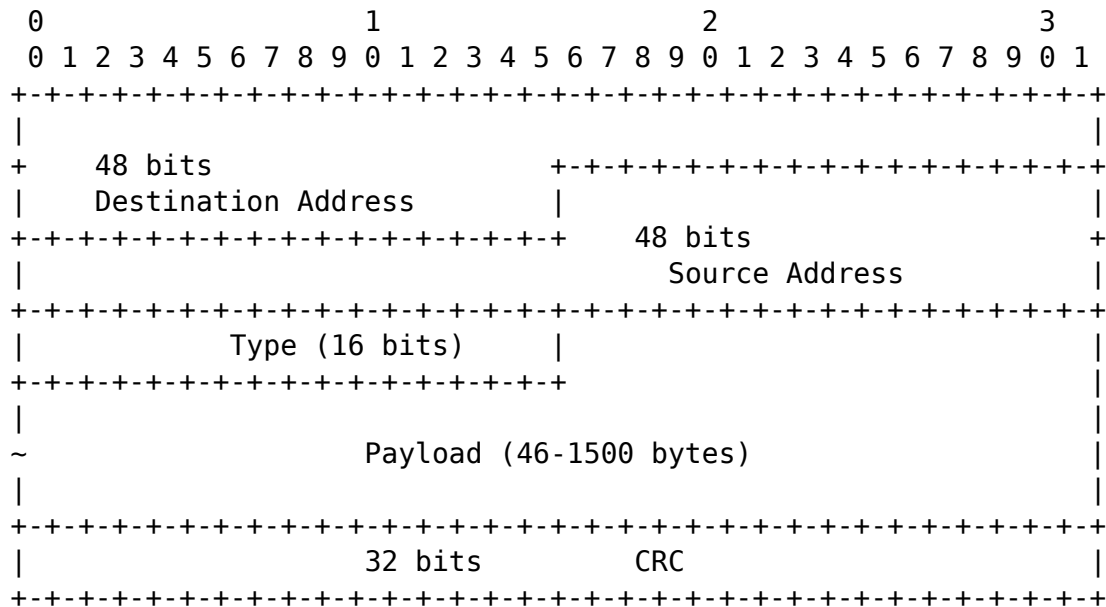 0                   1                   2                   3
 0 1 2 3 4 5 6 7 8 9 0 1 2 3 4 5 6 7 8 9 0 1 2 3 4 5 6 7 8 9 0 1
+-+-+-+-+-+-+-+-+-+-+-+-+-+-+-+-+-+-+-+-+-+-+-+-+-+-+-+-+-+-+-+-+
|                                                               |
+    48 bits                    +-+-+-+-+-+-+-+-+-+-+-+-+-+-+-+-+
|    Destination Address        |                               |
+-+-+-+-+-+-+-+-+-+-+-+-+-+-+-+-+    48 bits                    +
|                                      Source Address           |
+-+-+-+-+-+-+-+-+-+-+-+-+-+-+-+-+-+-+-+-+-+-+-+-+-+-+-+-+-+-+-+-+
|            Type (16 bits)     |                               |
+-+-+-+-+-+-+-+-+-+-+-+-+-+-+-+-+                               |
|                                                               |
~                    Payload (46-1500 bytes)                    |
|                                                               |
+-+-+-+-+-+-+-+-+-+-+-+-+-+-+-+-+-+-+-+-+-+-+-+-+-+-+-+-+-+-+-+-+
|                    32 bits         CRC                        |
+-+-+-+-+-+-+-+-+-+-+-+-+-+-+-+-+-+-+-+-+-+-+-+-+-+-+-+-+-+-+-+-+